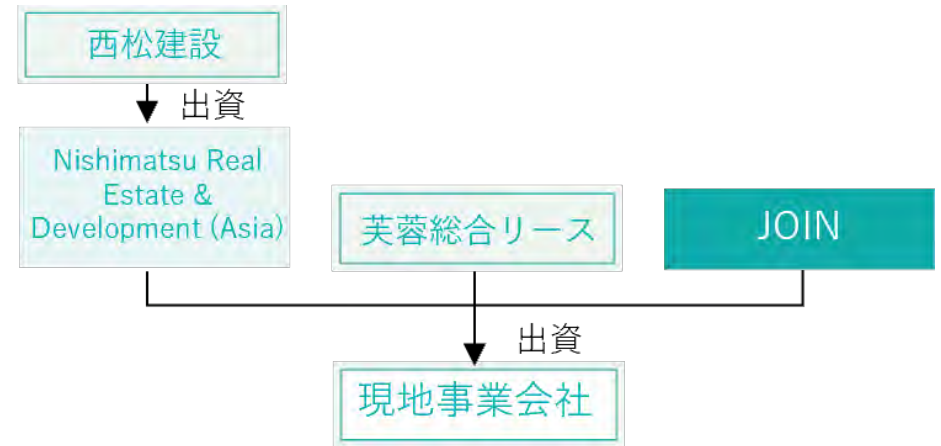 西松建設
出資
Nishimatsu Real
Estate &
Development (Asia)
芙蓉総合リース
JOIN
出資
現地事業会社